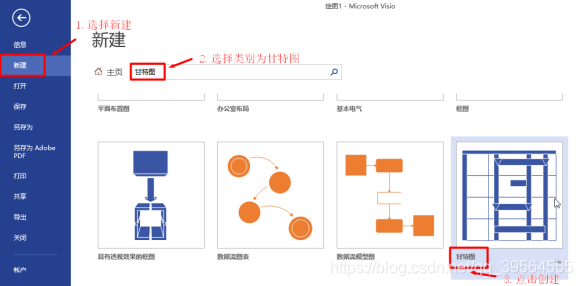 绘图1 - Microsoft Visio
1. 选择新建
新建
信息
新建
打开
保存
另存为
另存为 Adobe
PDF
打印
共享
导出
关闭
帐户
主页
甘特图
2. 选择类别为甘特图
平面布置图
办公室布局
基本电气
框图
具有透视效果的框图
数据流图表
数据流模型图
甘特图
https://blog.csdn.net/qq_39564555
3. 点击创建